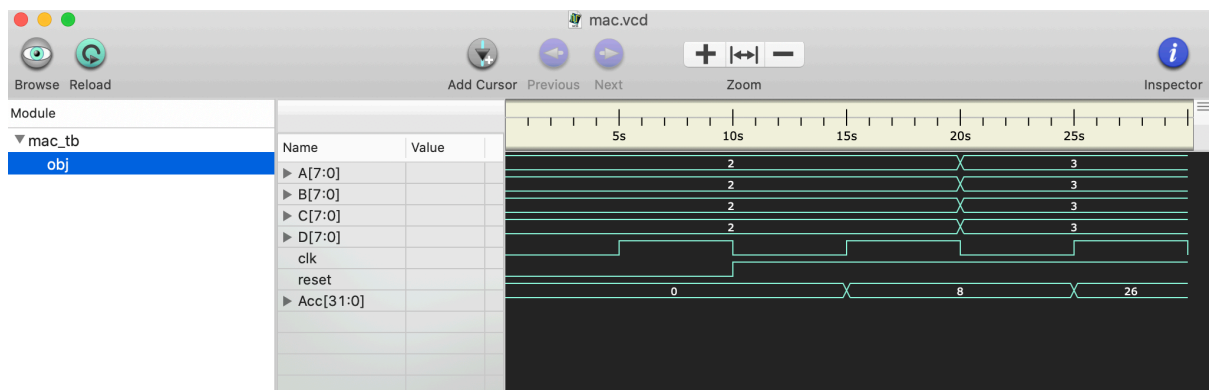 mac.vcd
Browse Reload Add Cursor Previous Next Zoom Inspector
Module
mac_tb
obj
Name Value
A[7:0]
B[7:0]
C[7:0]
D[7:0]
clk
reset
Acc[31:0]
5s 10s 15s 20s 25s
2 3
2 3
2 3
2 3
0 8 26